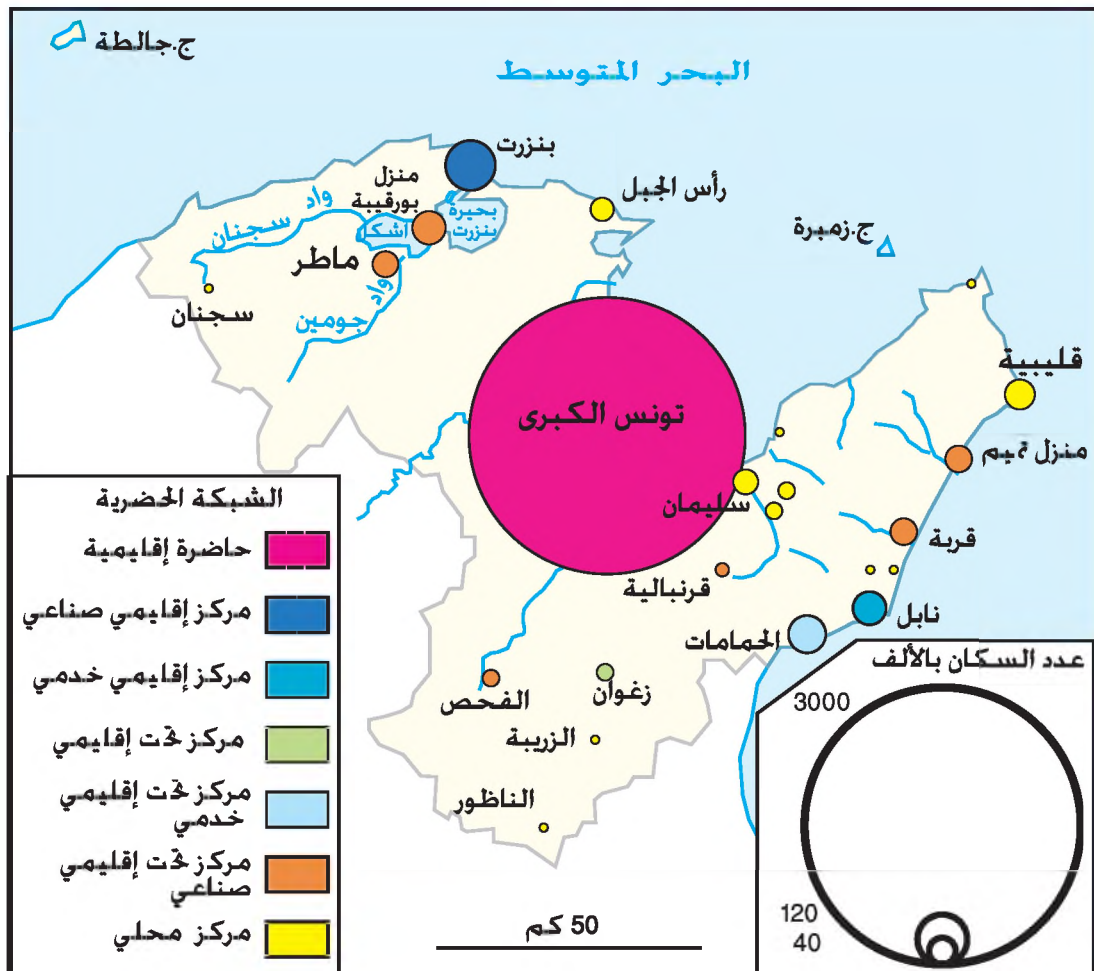 ج.جالطة
البحر المتوسط
بنزرت
منزل
بورقيبة
رأس الجبل
بحيرة
بنزرت
اشكل
واد سجنان
ماطر
ج.زمبرة
سجنان
واد جومين
قليبية
تونس الكبرى
منزل تميم
سليمان
قربة
قرنبالية
نابل
الحمامات
زغوان
الفحص
الزريبة
الناظور
الشبكة الحضرية
حاضرة إقليمية
مركز إقليمي صناعي
مركز إقليمي خدمي
مركز تحت إقليمي
مركز تحت إقليمي
خدمي
مركز تحت إقليمي
صناعي
مركز محلي
50 كم
عدد السكان بالألف
3000
120
40